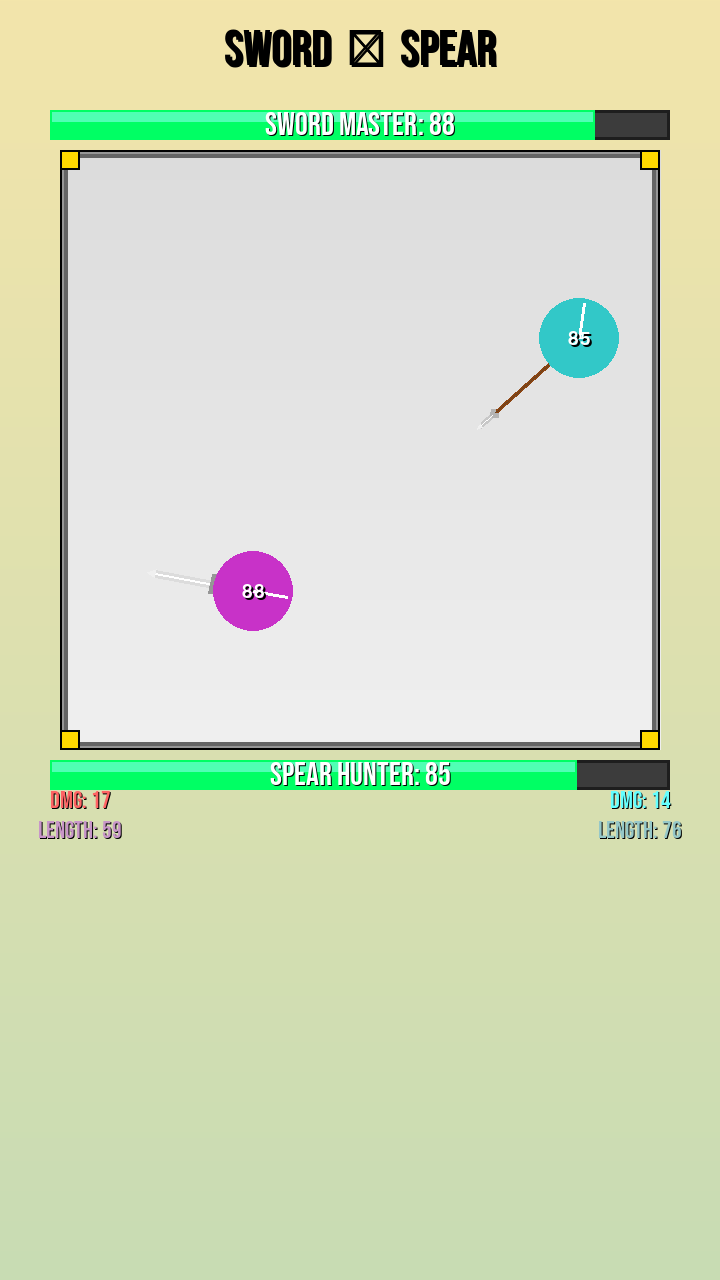 SWORD SPEAR
SWORD MASTER: 88
85
88
SPEAR HUNTER: 85
DMG: 17
DMG: 14
LENGTH: 59
LENGTH: 76